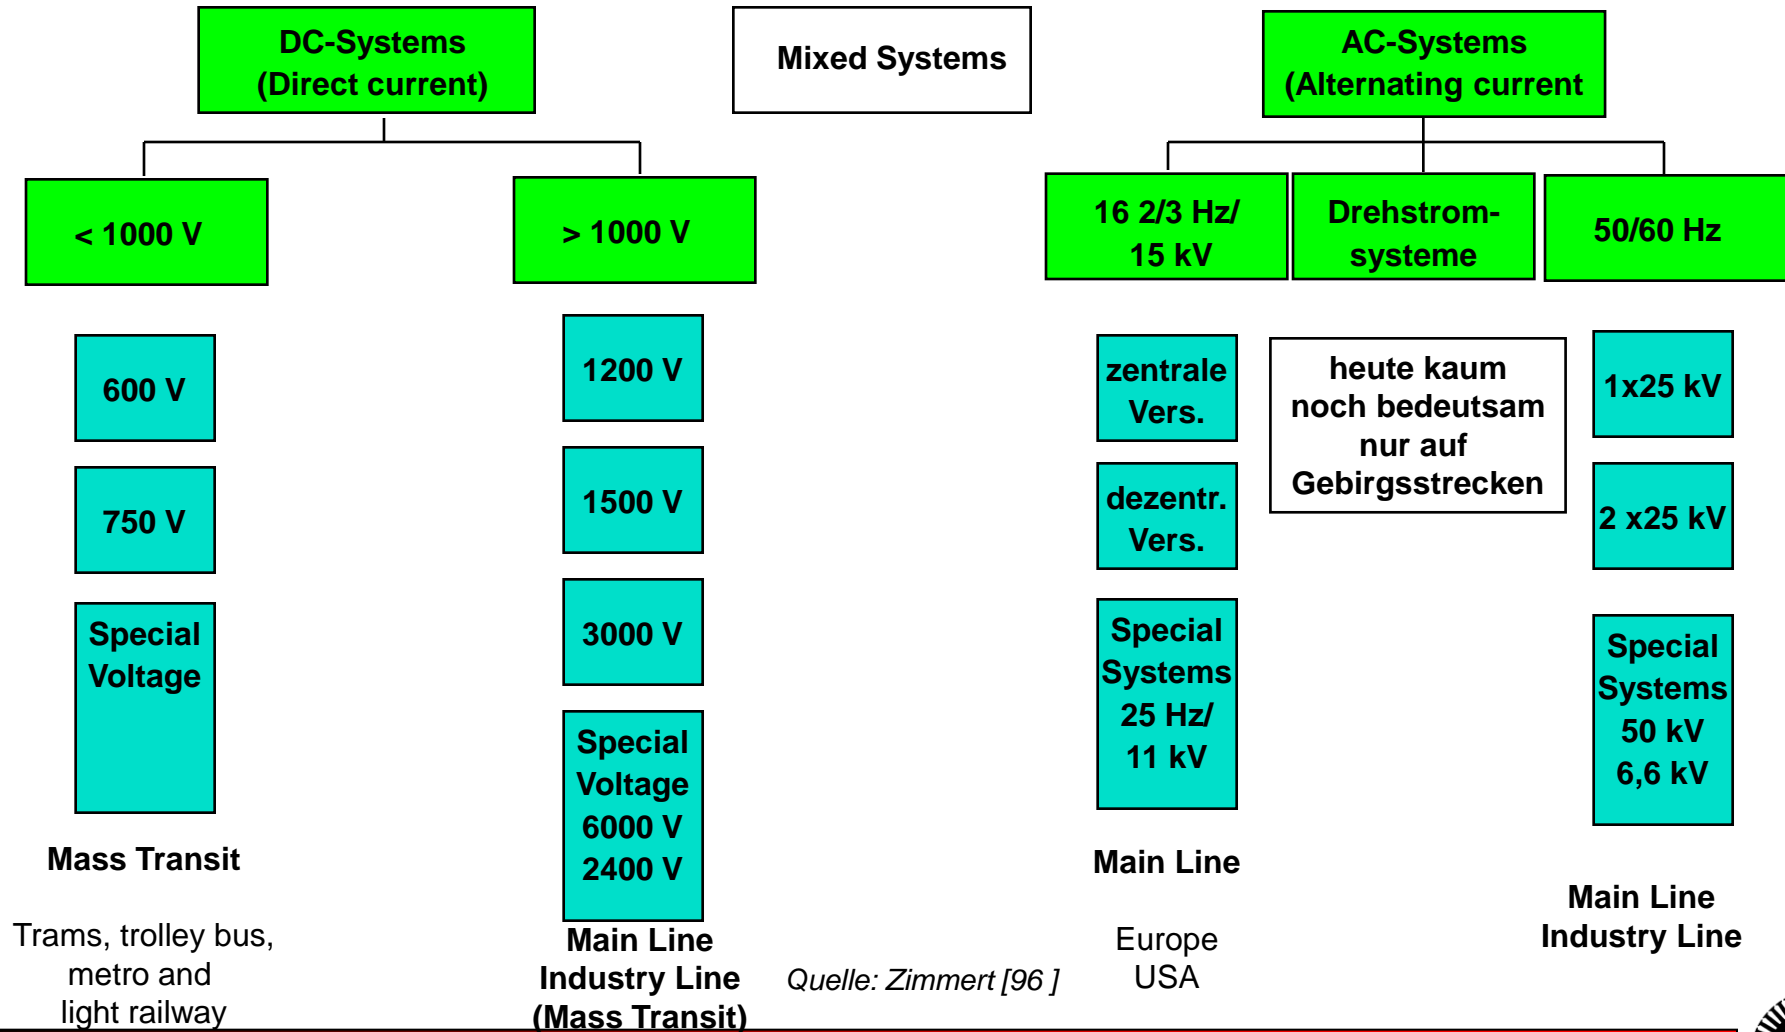 DC-Systems
(Direct current)
Mixed Systems
AC-Systems
(Alternating current
< 1000 V
> 1000 V
16 2/3 Hz/
15 kV
Drehstrom-
systeme
50/60 Hz
600 V
750 V
Special
Voltage
Mass Transit
Trams, trolley bus,
metro and
light railway
1200 V
1500 V
3000 V
Special
Voltage
6000 V
2400 V
Main Line
Industry Line
(Mass Transit)
zentrale
Vers.
dezentr.
Vers.
Special
Systems
25 Hz/
11 kV
Main Line
Europe
USA
heute kaum
noch bedeutsam
nur auf
Gebirgsstrecken
1x25 kV
2 x25 kV
Special
Systems
50 kV
6,6 kV
Main Line
Industry Line
Quelle: Zimmert [96 ]